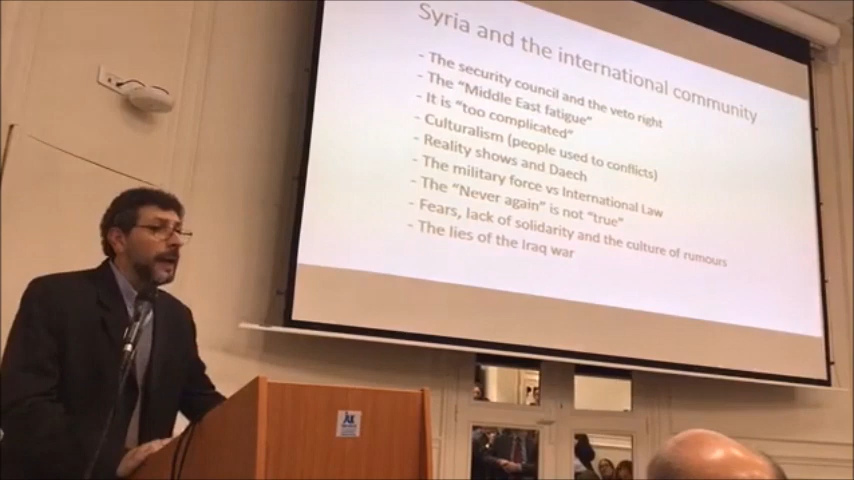 Syria and the international community
- The security council and the veto right
- The "Middle East fatigue"
- It is "too complicated"
- Culturalism (people used to conflicts)
- Reality shows and Daech
- The military force vs International Law
- The "Never again" is not "true"
- Fears, lack of solidarity and the culture of rumours
- The lies of the Iraq war